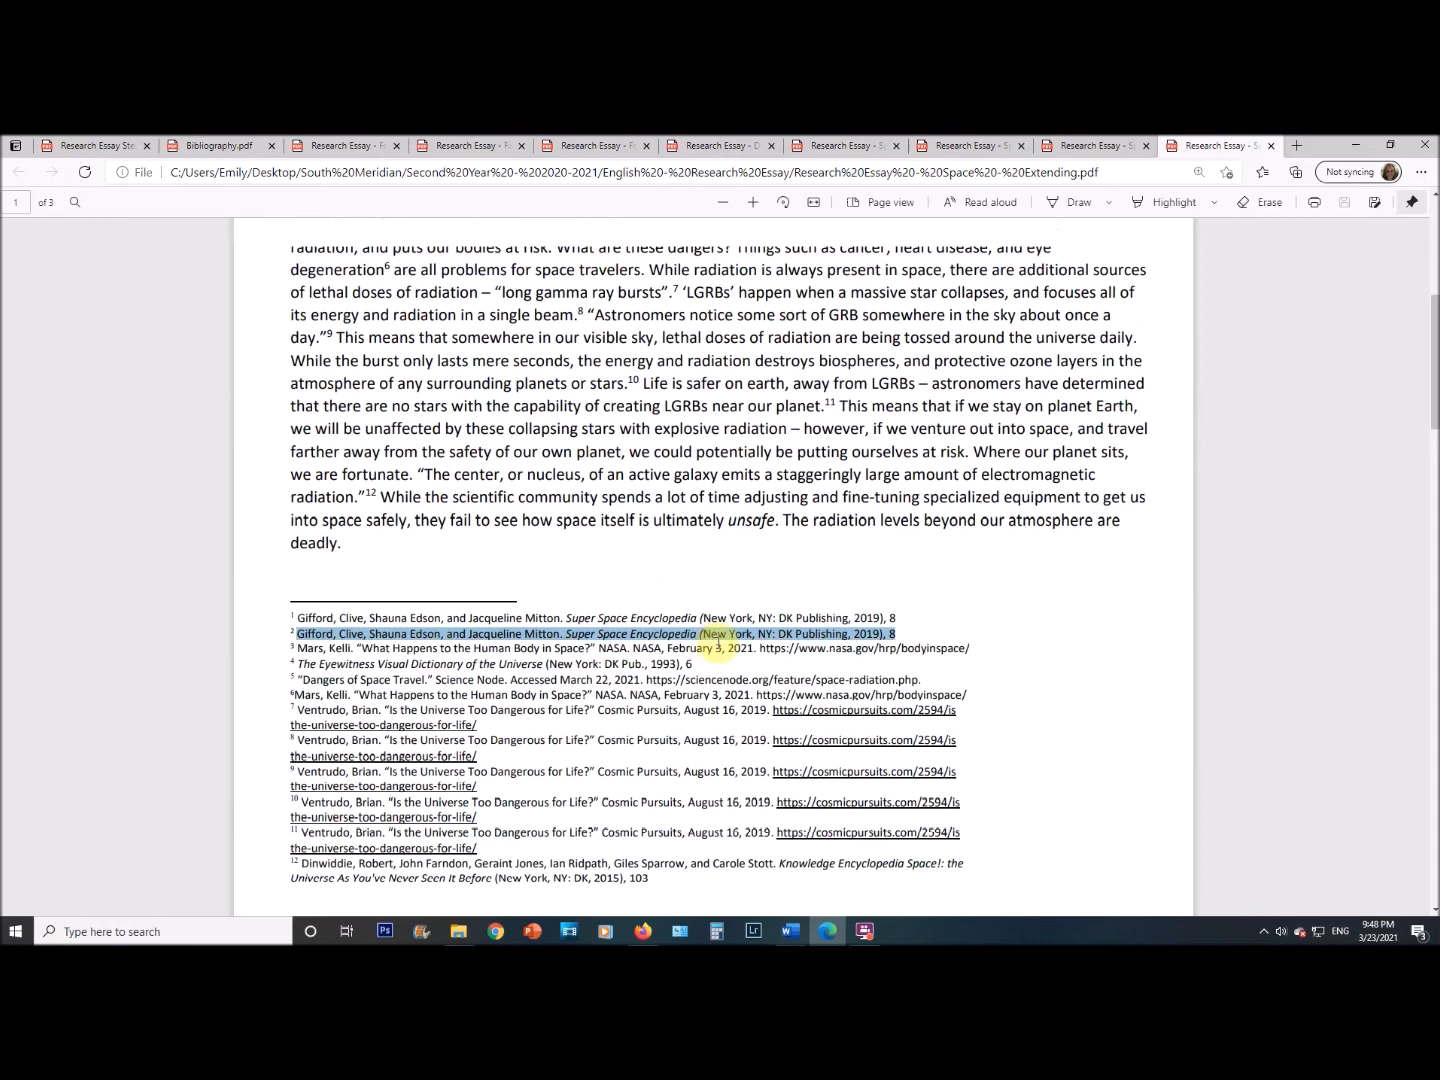 Research Essay Ste
Bibliography.pdf
Research Essay - Fo
Research Essay - R
Research Essay - Fo
Research Essay - D
Research Essay - S
Research Essay - S
Research Essay - S
Research Essay - S
File
C:/Users/Emily/Desktop/South%20Meridian/Second%20Year%20-%202020-2021/English%20-%20Research%20Essay/Research%20Essay%20-%20Space%20-%20Extending.pdf
Not syncing
1 of 3
Page view
Read aloud
Draw
Highlight
Erase
radiation, and puts our bodies at risk. What are these dangers? Things such as cancer, heart disease, and eye
degeneration6 are all problems for space travelers. While radiation is always present in space, there are additional sources
of lethal doses of radiation – “long gamma ray bursts”.7 ‘LGRBs’ happen when a massive star collapses, and focuses all of
its energy and radiation in a single beam.8 “Astronomers notice some sort of GRB somewhere in the sky about once a
day.”9 This means that somewhere in our visible sky, lethal doses of radiation are being tossed around the universe daily.
While the burst only lasts mere seconds, the energy and radiation destroys biospheres, and protective ozone layers in the
atmosphere of any surrounding planets or stars.10 Life is safer on earth, away from LGRBs – astronomers have determined
that there are no stars with the capability of creating LGRBs near our planet.11 This means that if we stay on planet Earth,
we will be unaffected by these collapsing stars with explosive radiation – however, if we venture out into space, and travel
farther away from the safety of our own planet, we could potentially be putting ourselves at risk. Where our planet sits,
we are fortunate. “The center, or nucleus, of an active galaxy emits a staggeringly large amount of electromagnetic
radiation.”12 While the scientific community spends a lot of time adjusting and fine-tuning specialized equipment to get us
into space safely, they fail to see how space itself is ultimately unsafe. The radiation levels beyond our atmosphere are
deadly.
1 Gifford, Clive, Shauna Edson, and Jacqueline Mitton. Super Space Encyclopedia (New York, NY: DK Publishing, 2019), 8
2 Gifford, Clive, Shauna Edson, and Jacqueline Mitton. Super Space Encyclopedia (New York, NY: DK Publishing, 2019), 8
3 Mars, Kelli. “What Happens to the Human Body in Space?” NASA. NASA, February 3, 2021. https://www.nasa.gov/hrp/bodyinspace/
4 The Eyewitness Visual Dictionary of the Universe (New York: DK Pub., 1993), 6
5 “Dangers of Space Travel.” Science Node. Accessed March 22, 2021. https://sciencenode.org/feature/space-radiation.php.
6Mars, Kelli. “What Happens to the Human Body in Space?” NASA. NASA, February 3, 2021. https://www.nasa.gov/hrp/bodyinspace/
7 Ventrudo, Brian. “Is the Universe Too Dangerous for Life?” Cosmic Pursuits, August 16, 2019. https://cosmicpursuits.com/2594/is
the-universe-too-dangerous-for-life/
8 Ventrudo, Brian. “Is the Universe Too Dangerous for Life?” Cosmic Pursuits, August 16, 2019. https://cosmicpursuits.com/2594/is
the-universe-too-dangerous-for-life/
9 Ventrudo, Brian. “Is the Universe Too Dangerous for Life?” Cosmic Pursuits, August 16, 2019. https://cosmicpursuits.com/2594/is
the-universe-too-dangerous-for-life/
10 Ventrudo, Brian. “Is the Universe Too Dangerous for Life?” Cosmic Pursuits, August 16, 2019. https://cosmicpursuits.com/2594/is
the-universe-too-dangerous-for-life/
11 Ventrudo, Brian. “Is the Universe Too Dangerous for Life?” Cosmic Pursuits, August 16, 2019. https://cosmicpursuits.com/2594/is
the-universe-too-dangerous-for-life/
12 Dinwiddie, Robert, John Farndon, Geraint Jones, Ian Ridpath, Giles Sparrow, and Carole Stott. Knowledge Encyclopedia Space!: the
Universe As You've Never Seen It Before (New York, NY: DK, 2015), 103
Type here to search
Ps
Lr
ENG
9:48 PM
3/23/2021
3